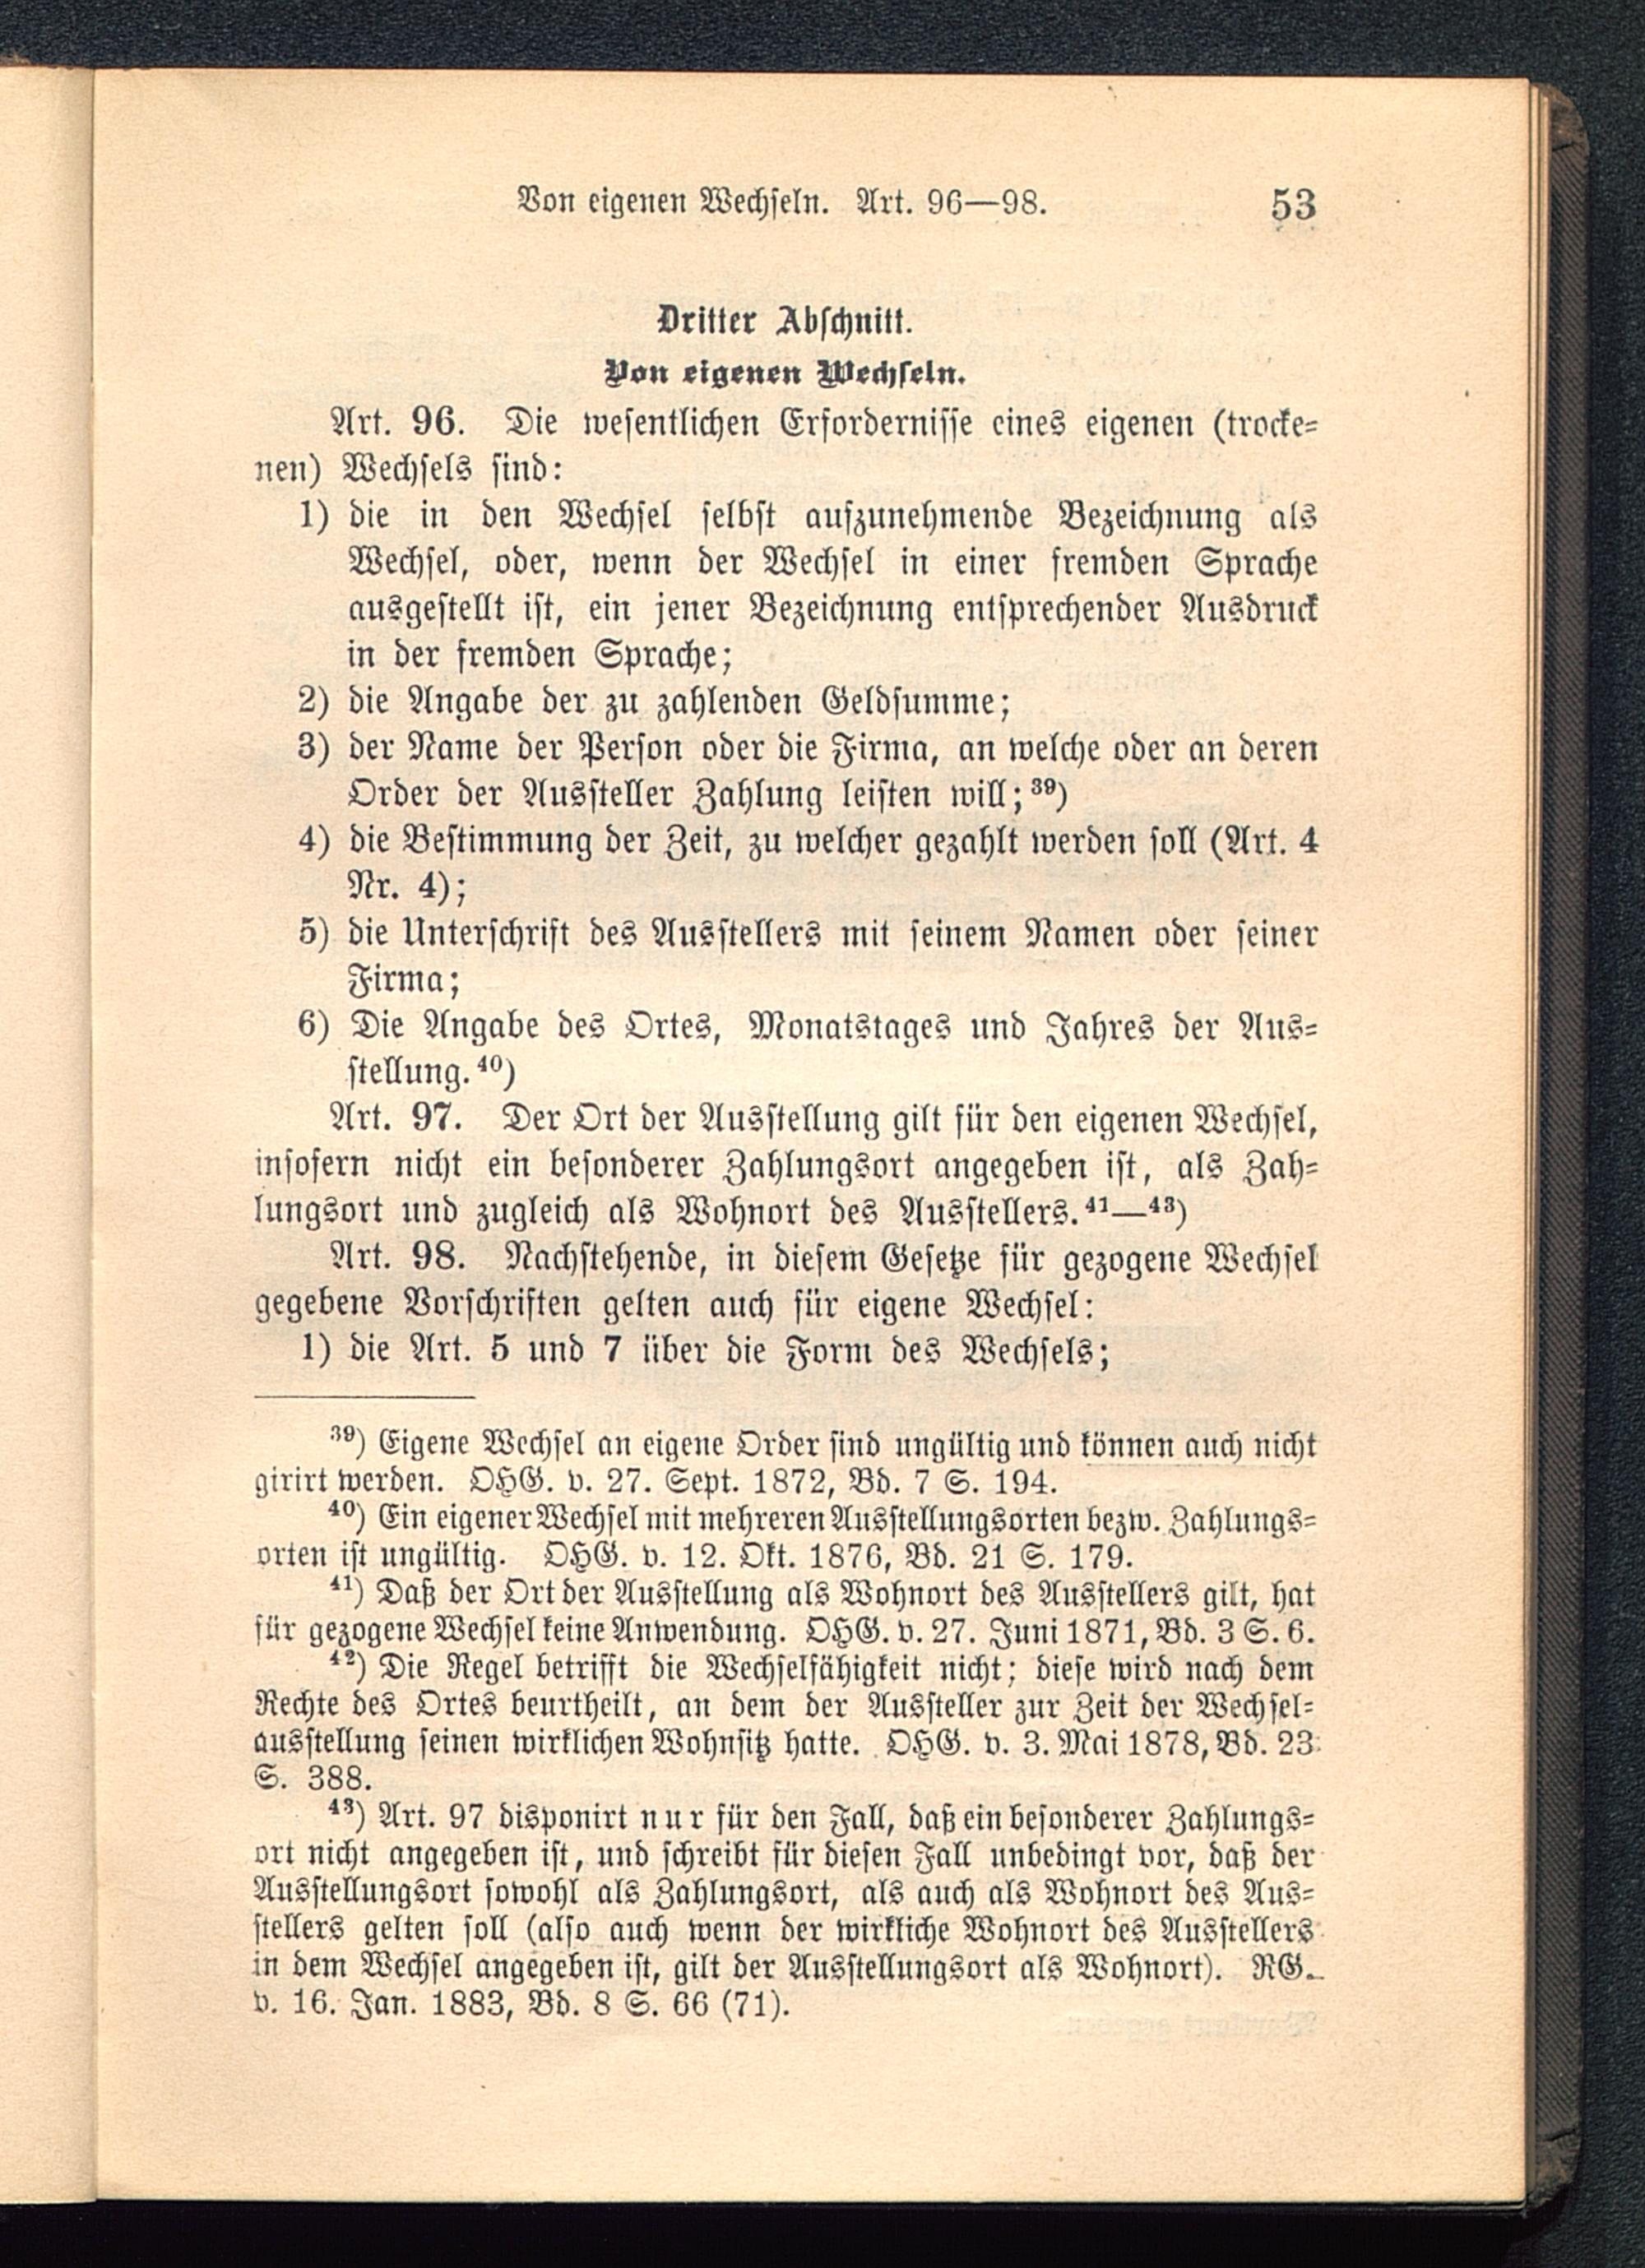 Von eigenen Wechseln. Art. 96—98. 53
Dritter Abschnitt.
Von eigenen Wechseln.
Art. 96. Die wesentlichen Erfordernisse eines eigenen (trocke-
nen) Wechsels sind:
1) die in den Wechsel selbst aufzunehmende Bezeichnung als
Wechsel, oder, wenn der Wechsel in einer fremden Sprache
ausgestellt ist, ein jener Bezeichnung entsprechender Ausdruck
in der fremden Sprache;
2) die Angabe der zu zahlenden Geldsumme;
3) der Name der Person oder die Firma, an welche oder an deren
Order der Aussteller Zahlung leisten will;³⁹)
4) die Bestimmung der Zeit, zu welcher gezahlt werden soll (Art. 4
Nr. 4);
5) die Unterschrift des Ausstellers mit seinem Namen oder seiner
Firma;
6) Die Angabe des Ortes, Monatstages und Jahres der Aus-
stellung.⁴⁰)
Art. 97. Der Ort der Ausstellung gilt für den eigenen Wechsel,
insofern nicht ein besonderer Zahlungsort angegeben ist, als Zah-
lungsort und zugleich als Wohnort des Ausstellers.⁴¹—⁴³)
Art. 98. Nachstehende, in diesem Gesetze für gezogene Wechsel
gegebene Vorschriften gelten auch für eigene Wechsel:
1) die Art. 5 und 7 über die Form des Wechsels;
³⁹) Eigene Wechsel an eigene Order sind ungültig und können auch nicht
girirt werden. OHG. v. 27. Sept. 1872, Bd. 7 S. 194.
⁴⁰) Ein eigener Wechsel mit mehreren Ausstellungsorten bezw. Zahlungs-
orten ist ungültig. OHG. v. 12. Okt. 1876, Bd. 21 S. 179.
⁴¹) Daß der Ort der Ausstellung als Wohnort des Ausstellers gilt, hat
für gezogene Wechsel keine Anwendung. OHG. v. 27. Juni 1871, Bd. 3 S. 6.
⁴²) Die Regel betrifft die Wechselfähigkeit nicht; diese wird nach dem
Rechte des Ortes beurtheilt, an dem der Aussteller zur Zeit der Wechsel-
ausstellung seinen wirklichen Wohnsitz hatte. OHG. v. 3. Mai 1878, Bd. 23
S. 388.
⁴³) Art. 97 disponirt nur für den Fall, daß ein besonderer Zahlungs-
ort nicht angegeben ist, und schreibt für diesen Fall unbedingt vor, daß der
Ausstellungsort sowohl als Zahlungsort, als auch als Wohnort des Aus-
stellers gelten soll (also auch wenn der wirkliche Wohnort des Ausstellers
in dem Wechsel angegeben ist, gilt der Ausstellungsort als Wohnort). RG.
v. 16. Jan. 1883, Bd. 8 S. 66 (71).